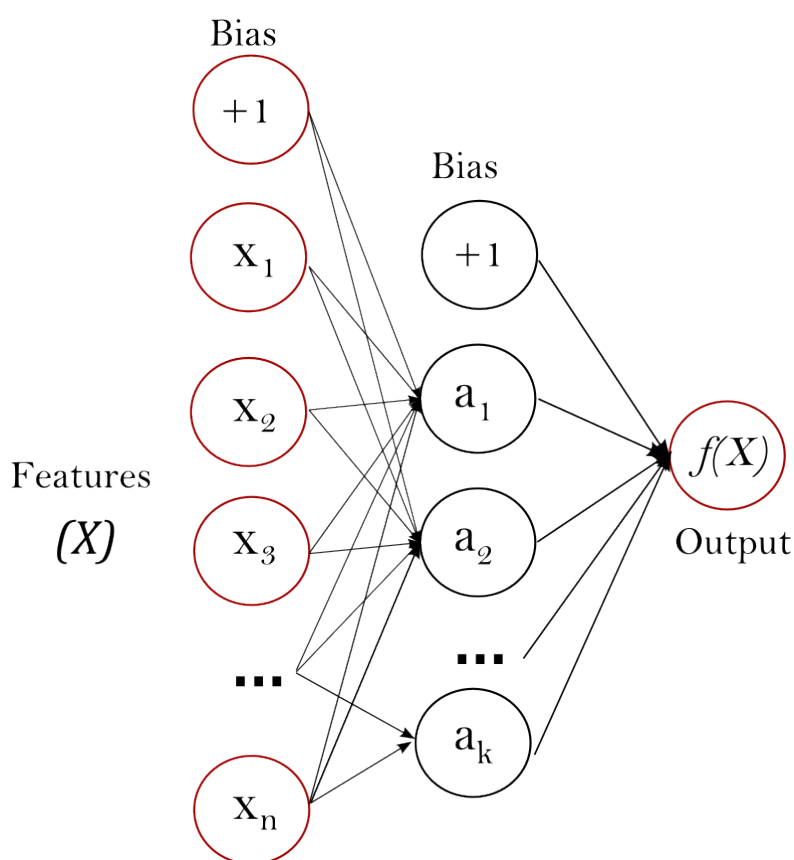 Bias
+1
x1
x2
x3
...
xn
Features
(X)
Bias
+1
a1
a2
...
ak
f(X)
Output